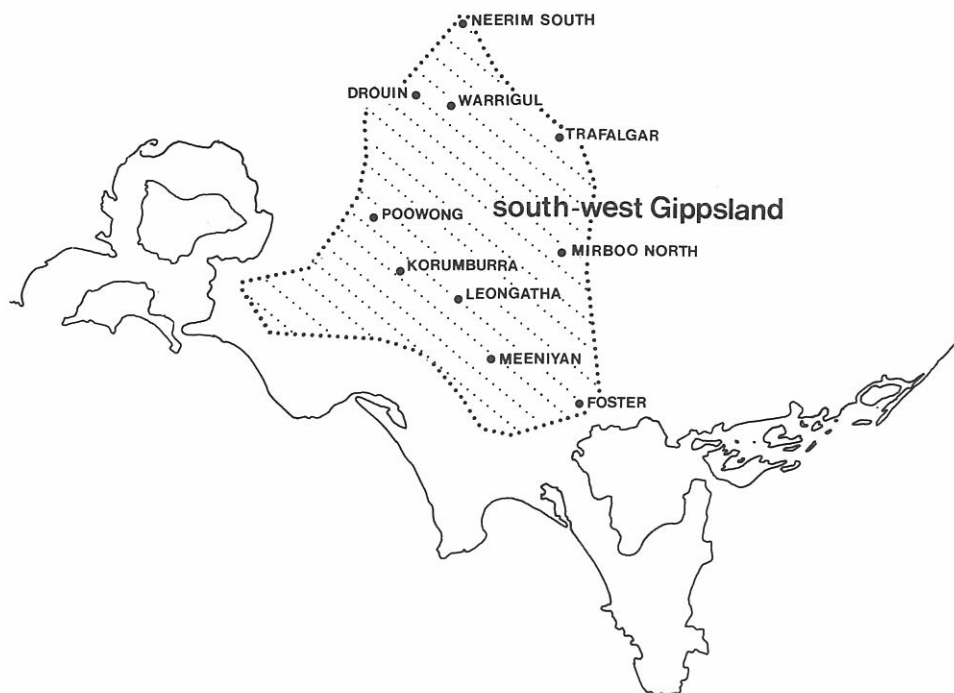 NEERIM SOUTH
DROUIN
WARRIGUL
TRAFALGAR
south-west Gippsland
POOWONG
MIRBOO NORTH
KORUMBURRA
LEONGATHA
MEENIYAN
FOSTER